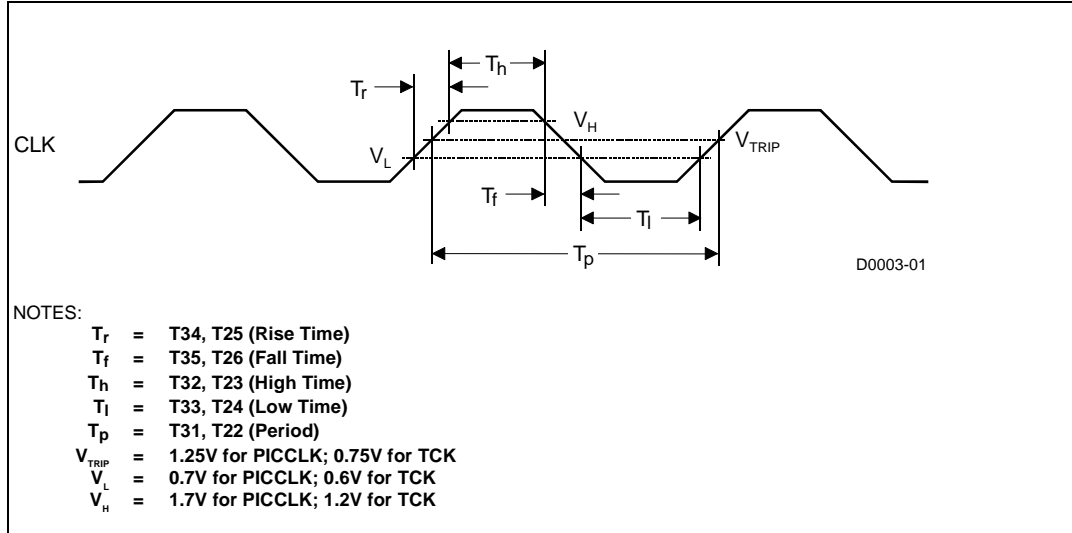 Th
Tr
CLK
VH
VL
VTRIP
Tf
Tl
Tp
D0003-01
NOTES:
Tr = T34, T25 (Rise Time)
Tf = T35, T26 (Fall Time)
Th = T32, T23 (High Time)
Tl = T33, T24 (Low Time)
Tp = T31, T22 (Period)
VTRIP = 1.25V for PICCLK; 0.75V for TCK
VL = 0.7V for PICCLK; 0.6V for TCK
VH = 1.7V for PICCLK; 1.2V for TCK